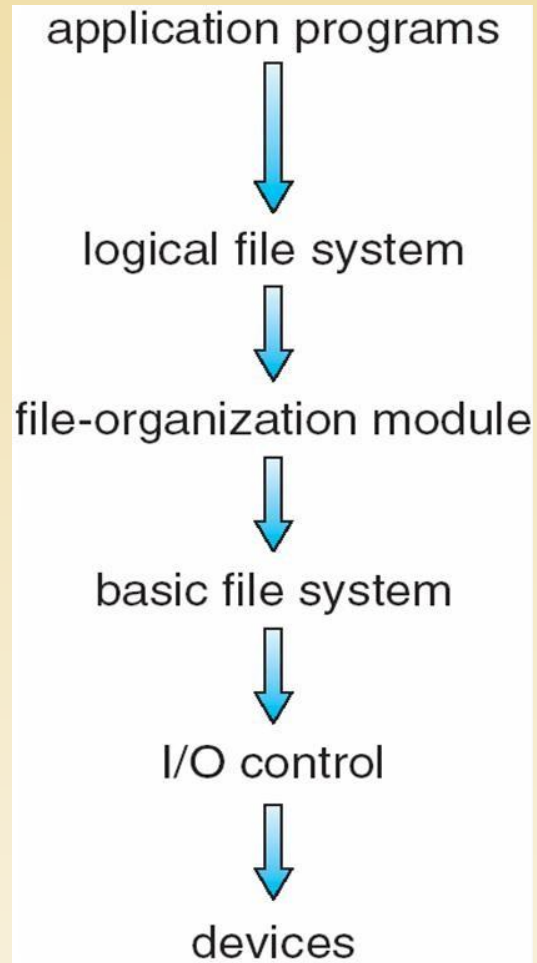 application programs
logical file system
file-organization module
basic file system
I/O control
devices